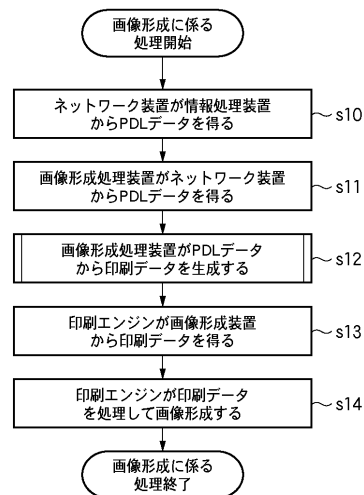 画像形成に係る
処理開始
ネットワーク装置が情報処理装置
からPDLデータを得る
s10
画像形成処理装置がネットワーク装置
からPDLデータを得る
s11
画像形成処理装置がPDLデータ
から印刷データを生成する
s12
印刷エンジンが画像形成装置
から印刷データを得る
s13
印刷エンジンが印刷データ
を処理して画像形成する
s14
画像形成に係る
処理終了